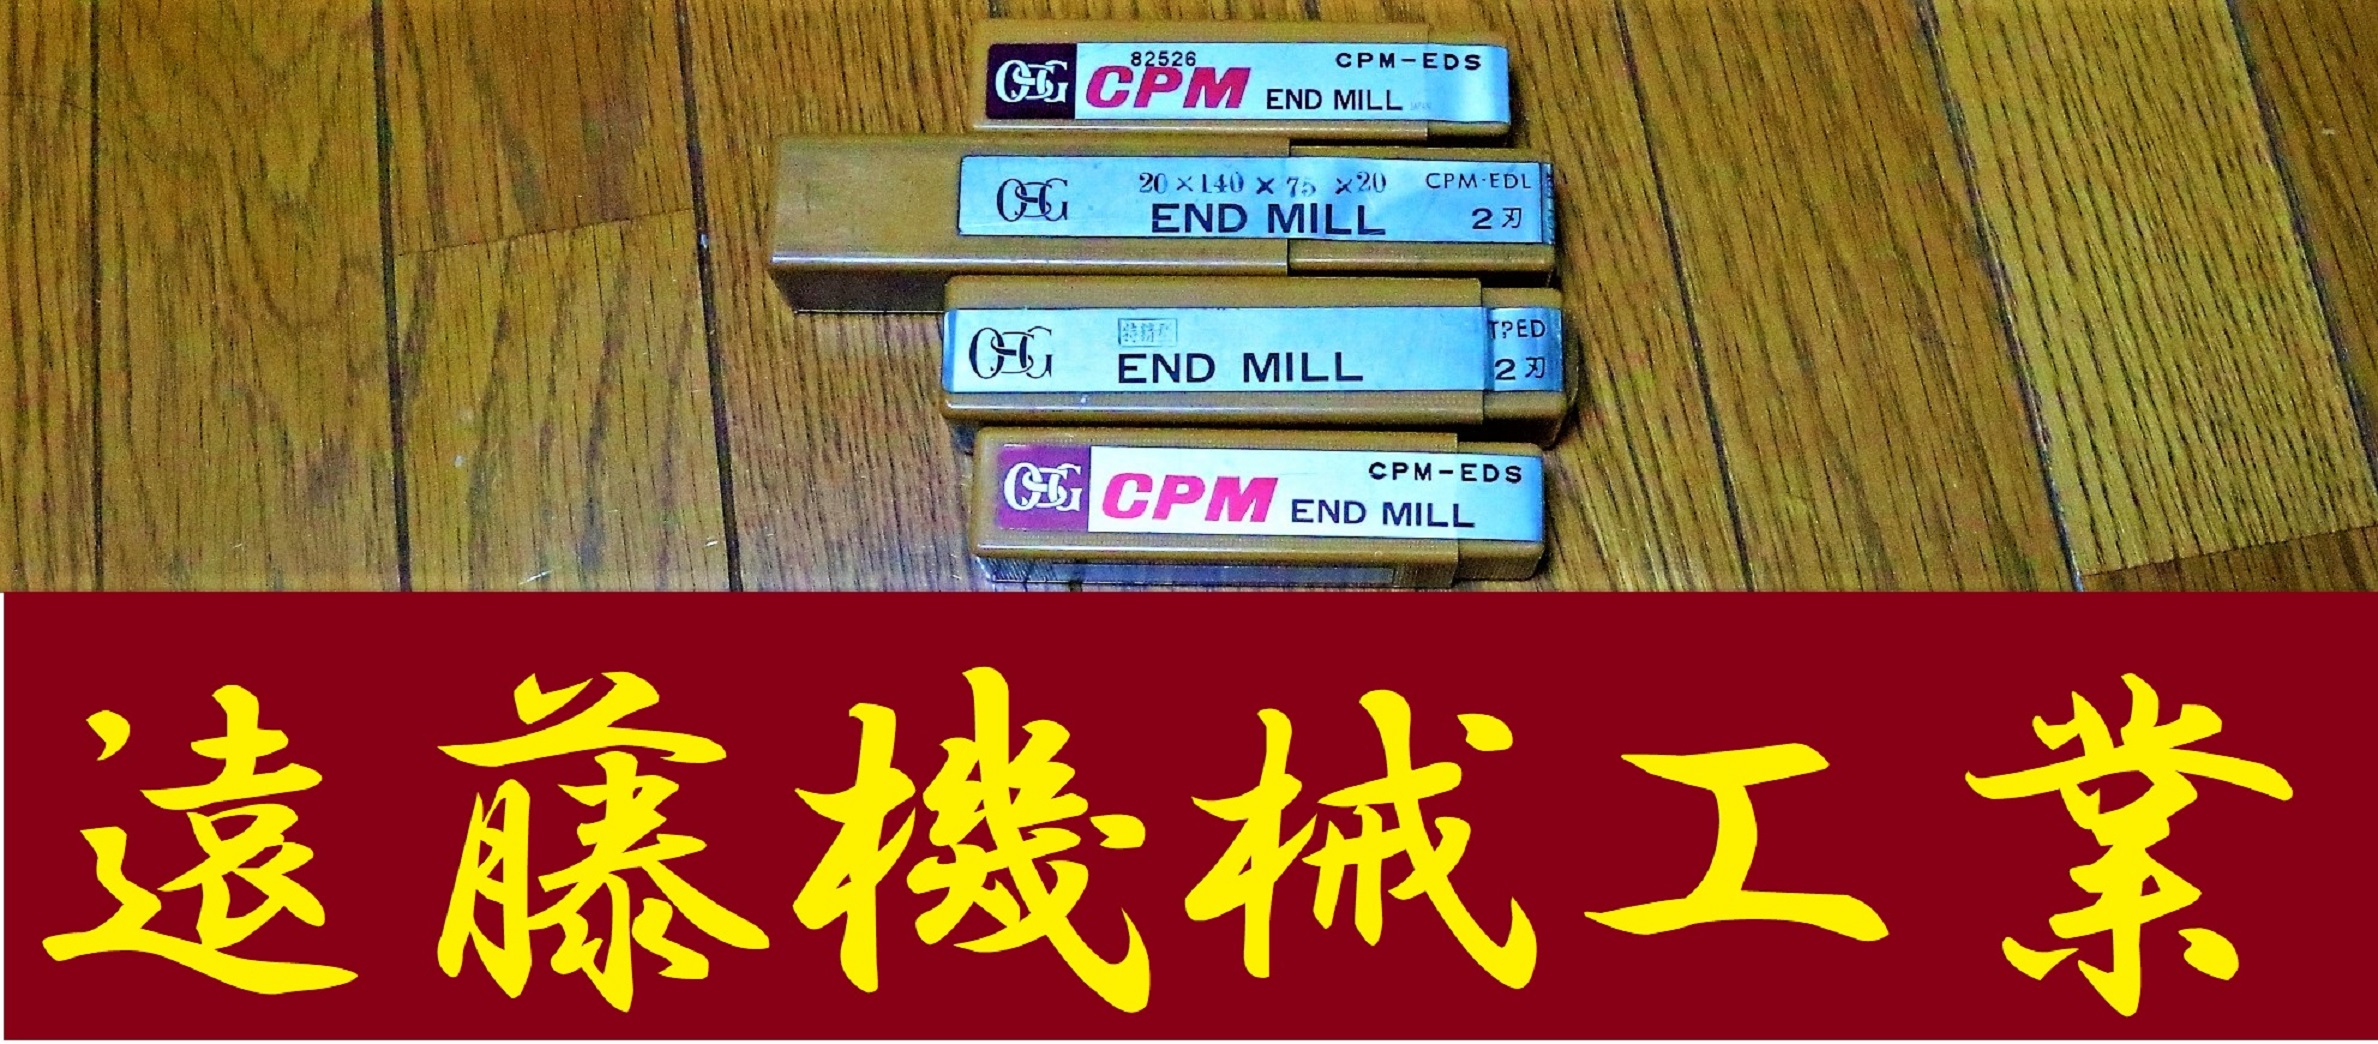 OSG 82526 CPM-EDS
CPM END MILL
OSG 20×140×75×20 CPM·EDL
END MILL 2刃
OSG
END MILL 2刃
OSG CPM-EDS
CPM END MILL
遠藤機械工業